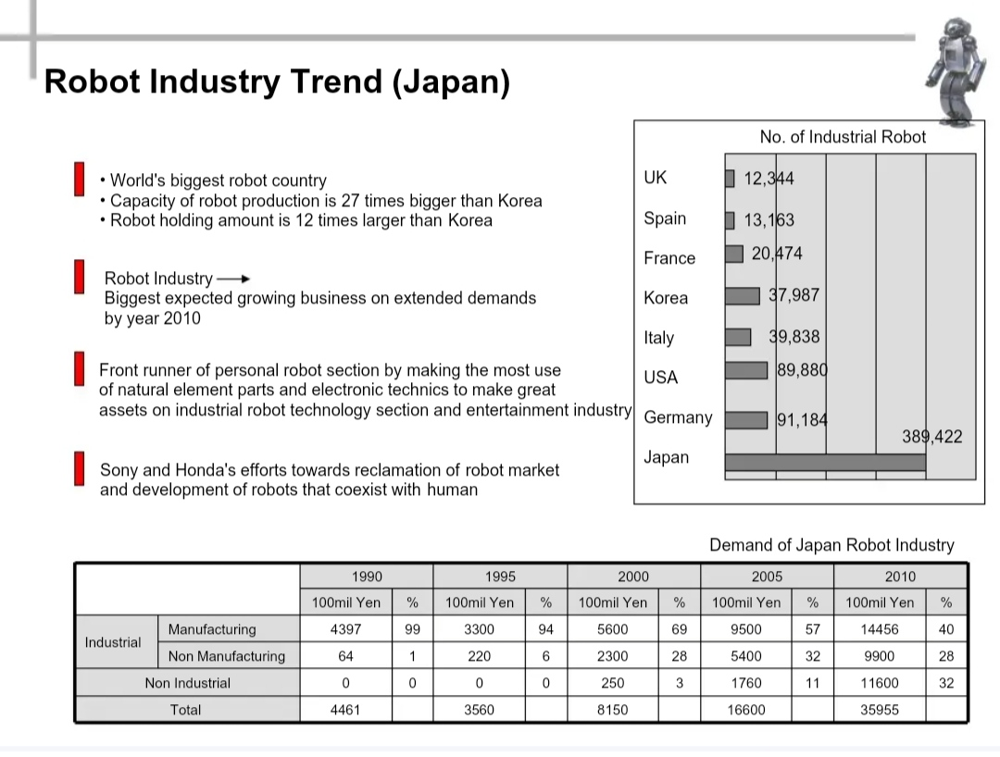 Robot Industry Trend (Japan)
• World's biggest robot country
• Capacity of robot production is 27 times bigger than Korea
• Robot holding amount is 12 times larger than Korea
Robot Industry
Biggest expected growing business on extended demands
by year 2010
Front runner of personal robot section by making the most use
of natural element parts and electronic technics to make great
assets on industrial robot technology section and entertainment industry
Sony and Honda's efforts towards reclamation of robot market
and development of robots that coexist with human
No. of Industrial Robot
UK 12,344
Spain 13,163
France 20,474
Korea 37,987
Italy 39,838
USA 89,880
Germany 91,184
Japan 389,422
Demand of Japan Robot Industry
1990 1995 2000 2005 2010
100mil Yen % 100mil Yen % 100mil Yen % 100mil Yen % 100mil Yen %
Industrial
Manufacturing 4397 99 3300 94 5600 69 9500 57 14456 40
Non Manufacturing 64 1 220 6 2300 28 5400 32 9900 28
Non Industrial 0 0 0 0 250 3 1760 11 11600 32
Total 4461 3560 8150 16600 35955